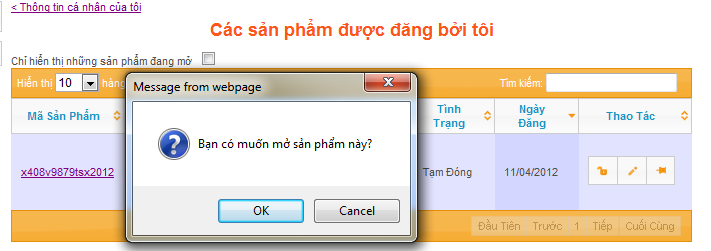 < Thông tin cá nhân của tôi
Các sản phẩm được đăng bởi tôi
Chỉ hiển thị những sản phẩm đang mở
Hiển thị 10 hàng Tìm kiếm:
Message from webpage
Mã Sản Phẩm Tình Trạng Ngày Đăng Thao Tác
Bạn có muốn mở sản phẩm này?
x408v9879tsx2012 Tạm Đóng 11/04/2012
OK Cancel
Đầu Tiên Trước 1 Tiếp Cuối Cùng